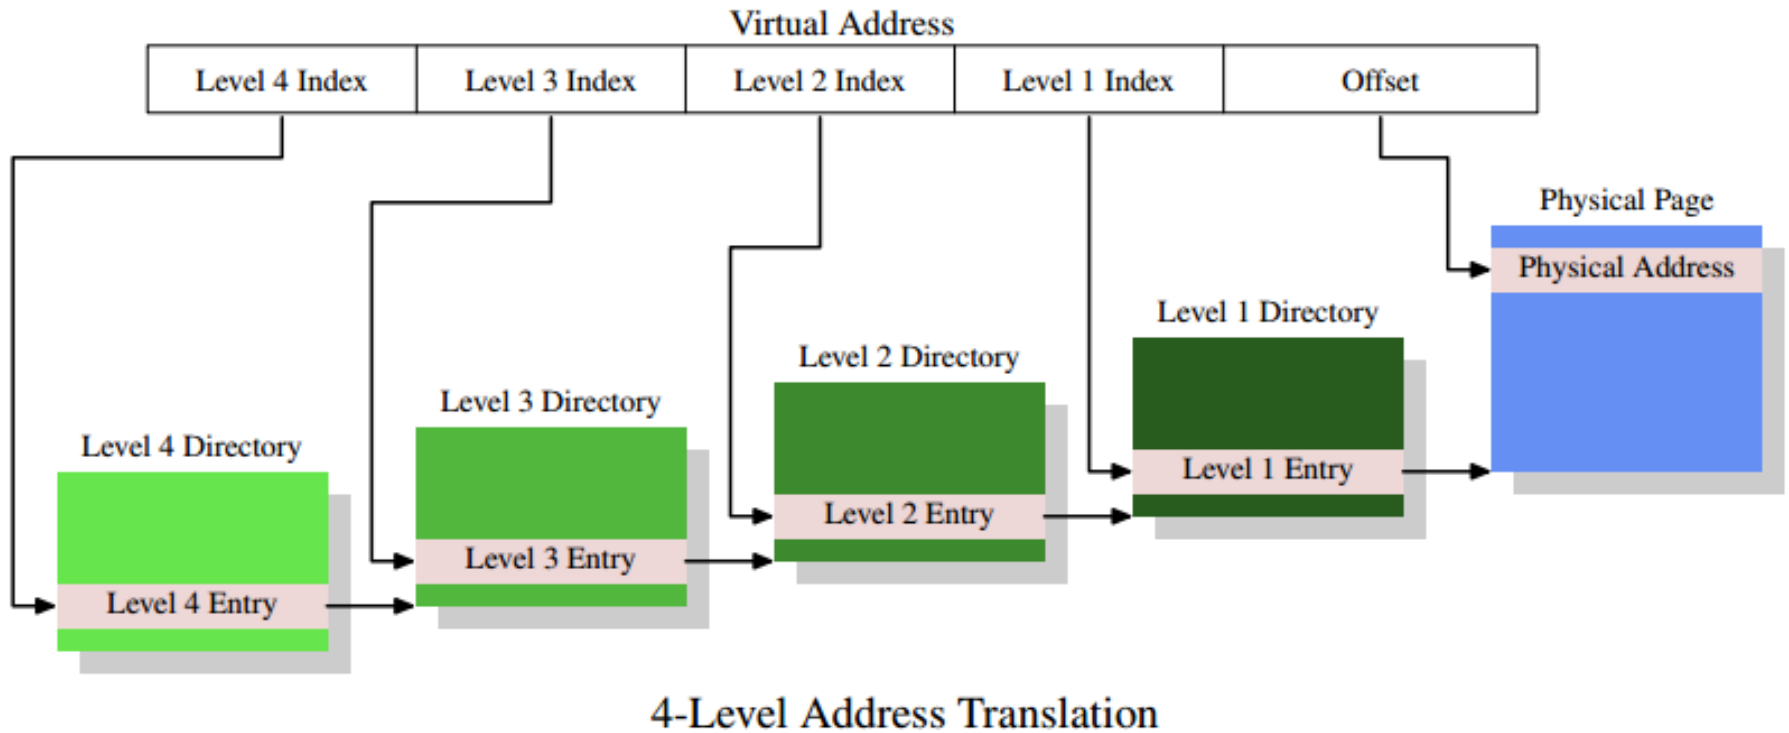 Virtual Address
Level 4 Index
Level 3 Index
Level 2 Index
Level 1 Index
Offset
Physical Page
Physical Address
Level 1 Directory
Level 2 Directory
Level 3 Directory
Level 4 Directory
Level 1 Entry
Level 2 Entry
Level 3 Entry
Level 4 Entry
4-Level Address Translation